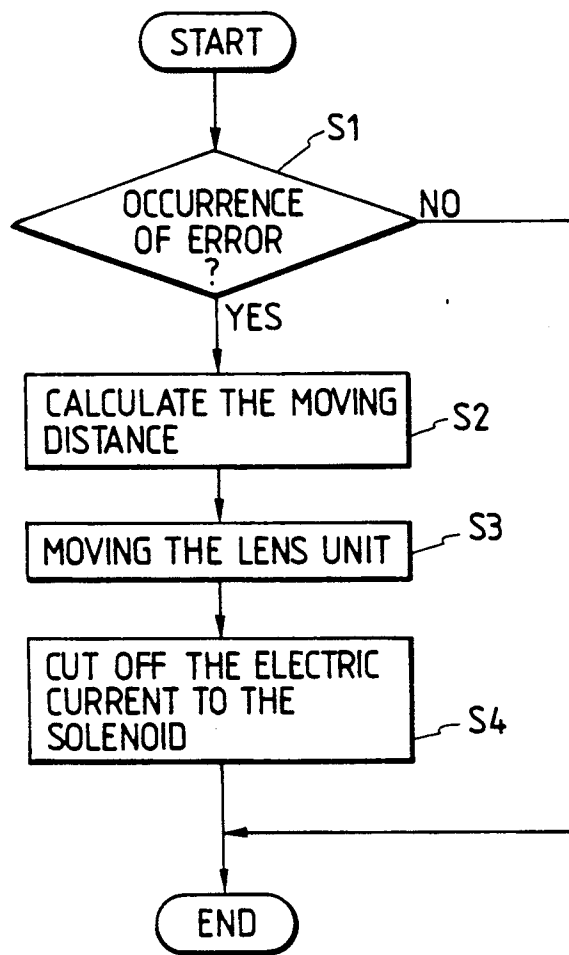 START
S1
OCCURRENCE
OF ERROR
?
NO
YES
CALCULATE THE MOVING
DISTANCE
S2
MOVING THE LENS UNIT
S3
CUT OFF THE ELECTRIC
CURRENT TO THE
SOLENOID
S4
END